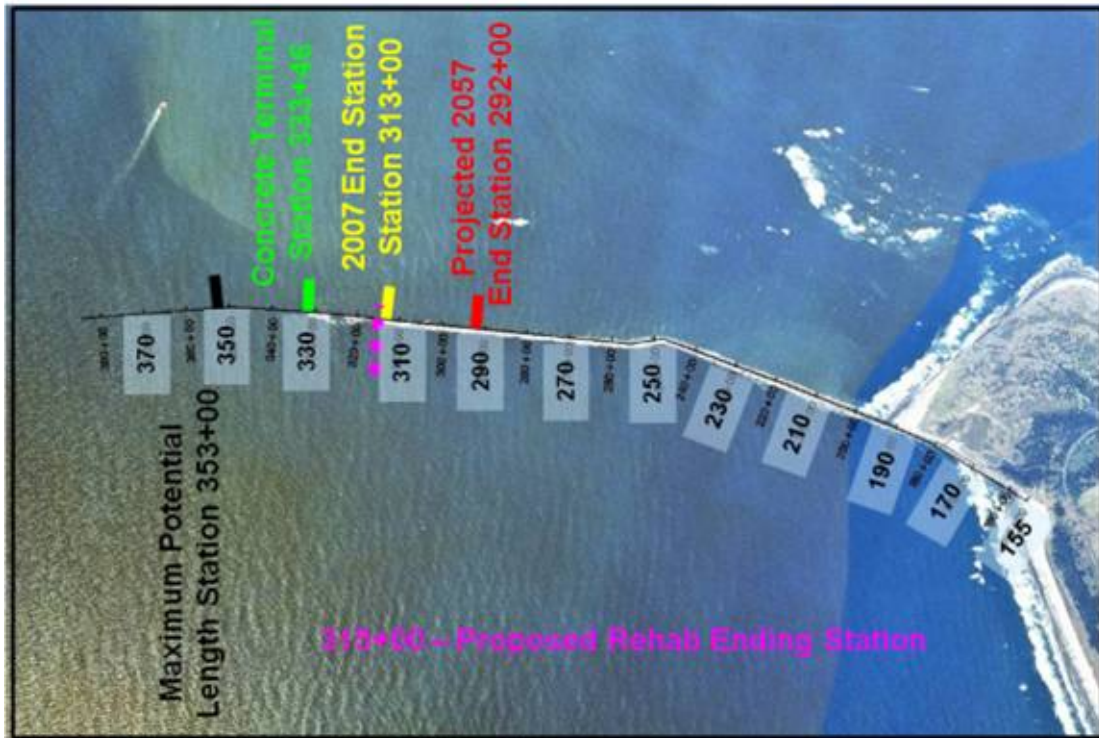 Maximum Potential
Length Station 353+00
Concrete Terminal
Station 333+46
2007 End Station
Station 313+00
Projected 2057
End Station 292+00
370
350
330
310
290
270
250
230
210
190
170
155
315+00 – Proposed Rehab Ending Station